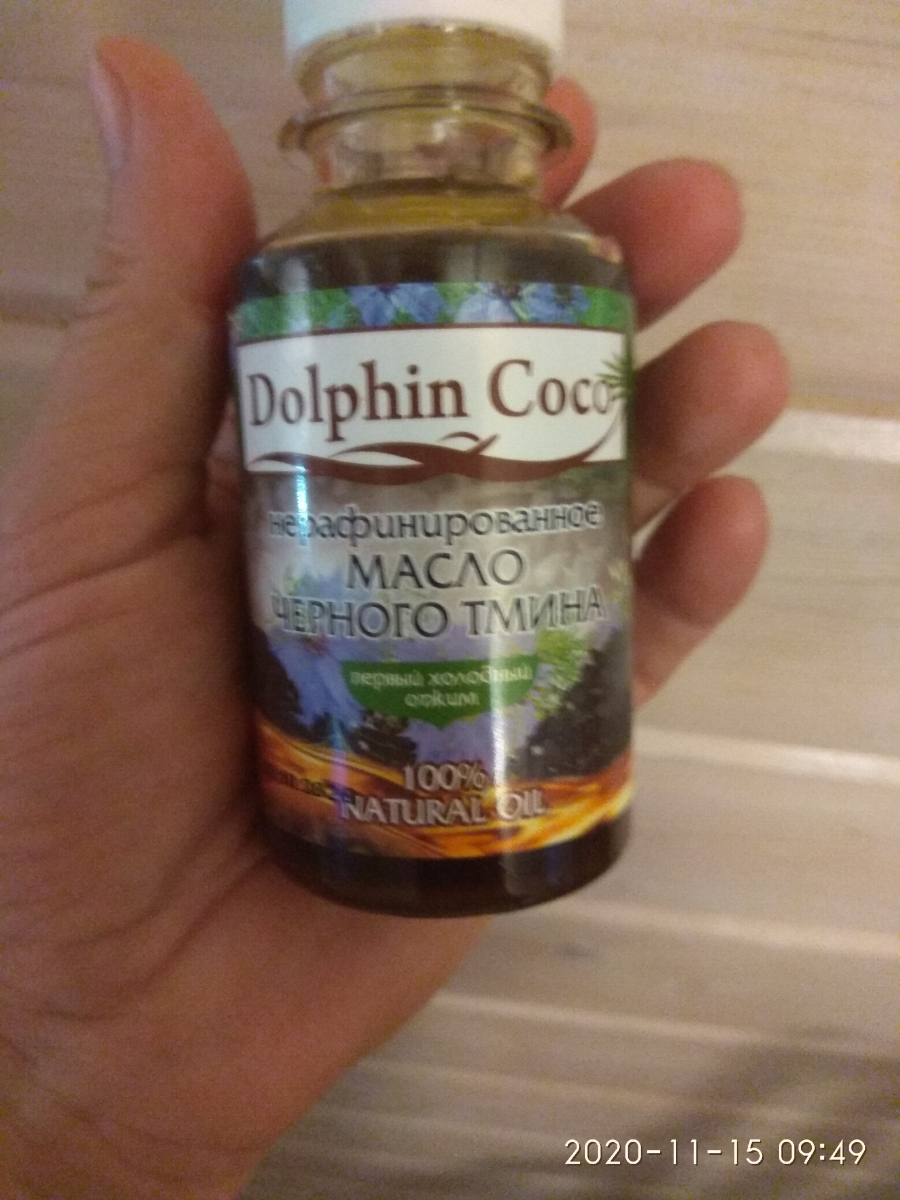 Dolphin Coco
нерафинированное
МАСЛО
ЧЕРНОГО ТМИНА
первый холодный
отжим
100%
NATURAL OIL
2020-11-15 09:49